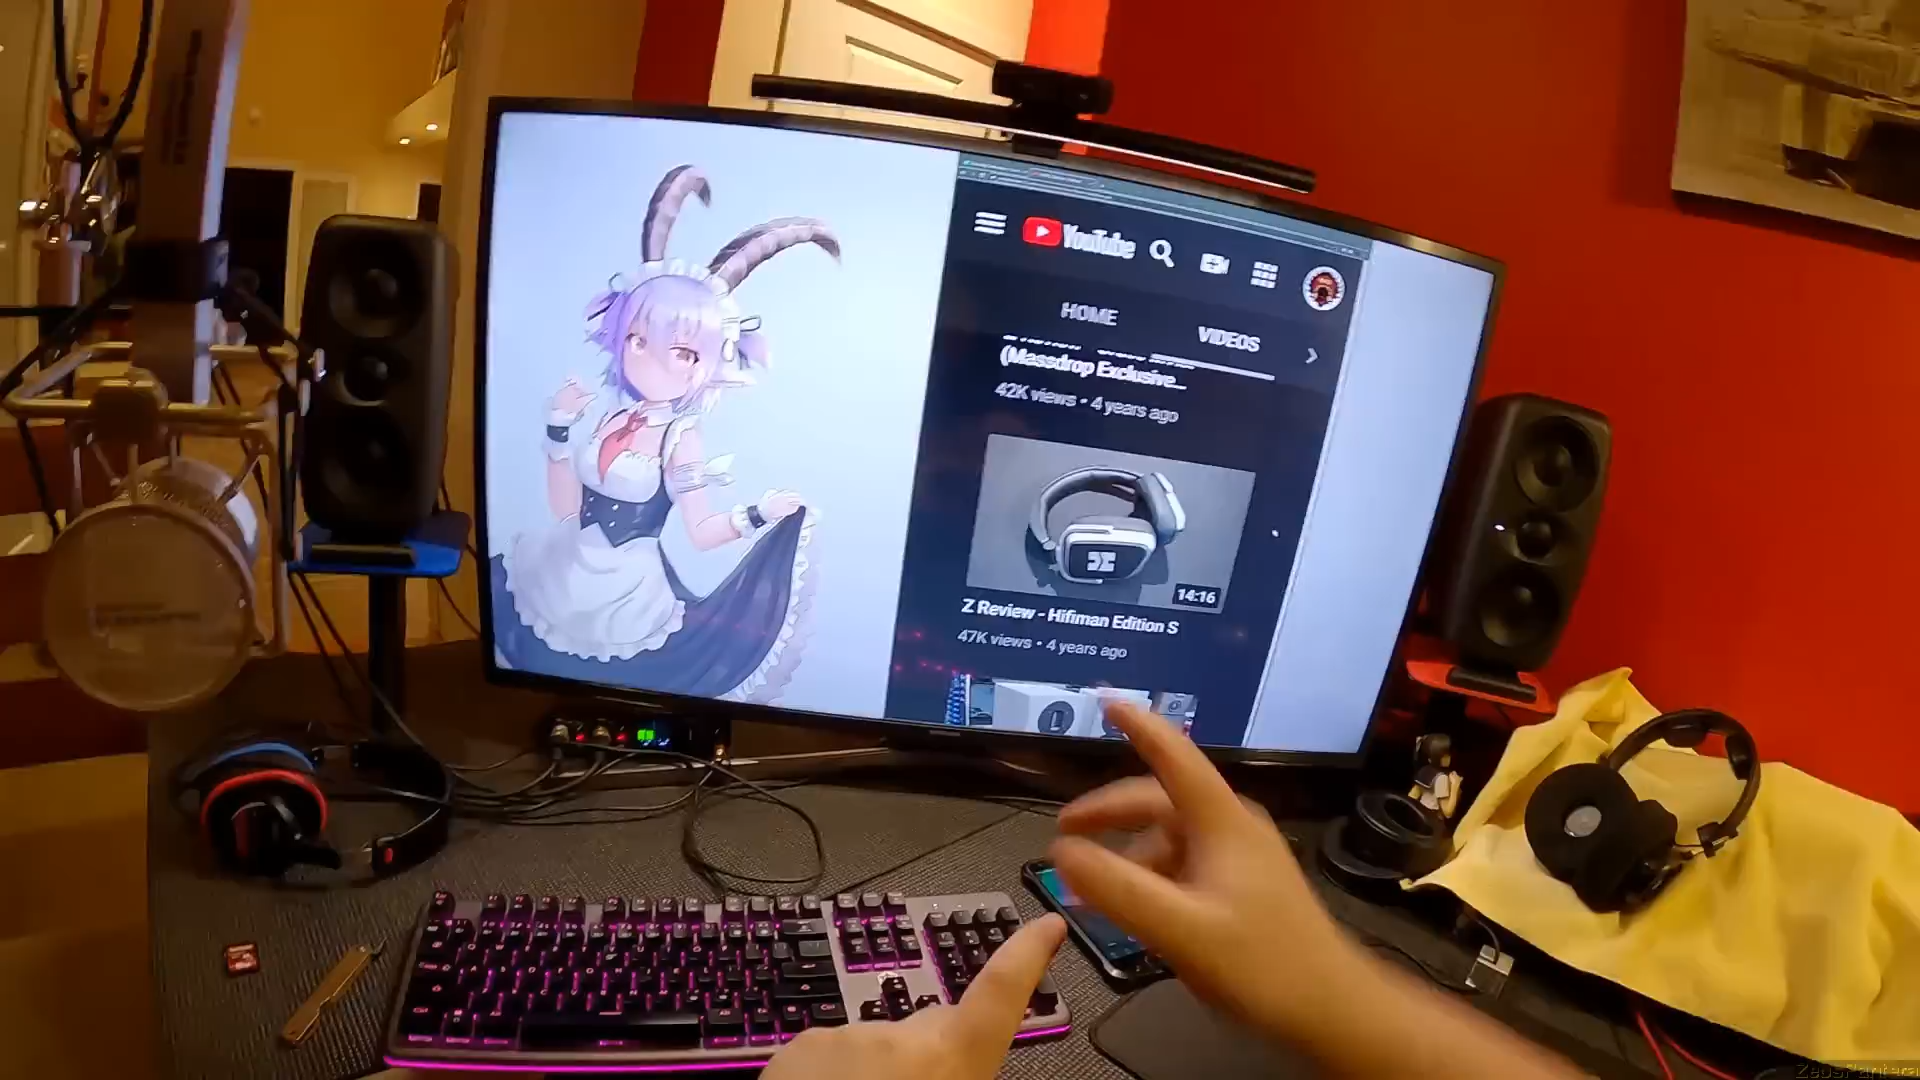 YouTube
HOME
VIDEOS
(Massdrop Exclusive...
42K views • 4 years ago
14:16
Z Review - Hifiman Edition S
47K views • 4 years ago
ZeusPantera